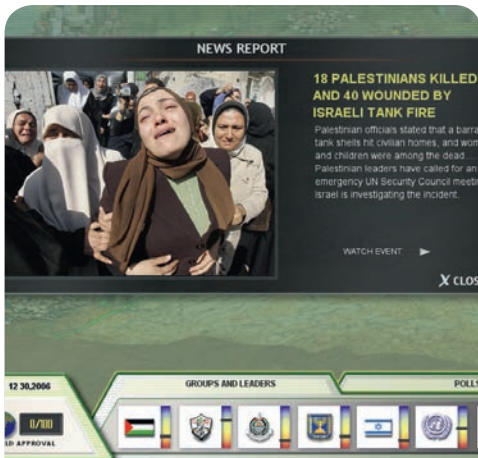 NEWS REPORT
18 PALESTINIANS KILLED
AND 40 WOUNDED BY
ISRAELI TANK FIRE
Palestinian officials stated that a barra
tank shells hit civilian homes, and wom
and children were among the dead...
Palestinian leaders have called for an
emergency UN Security Council meetin
Israel is investigating the incident.
WATCH EVENT
X CLOS
12 30,2006
GROUPS AND LEADERS
POLL
0/100
LD APPROVAL